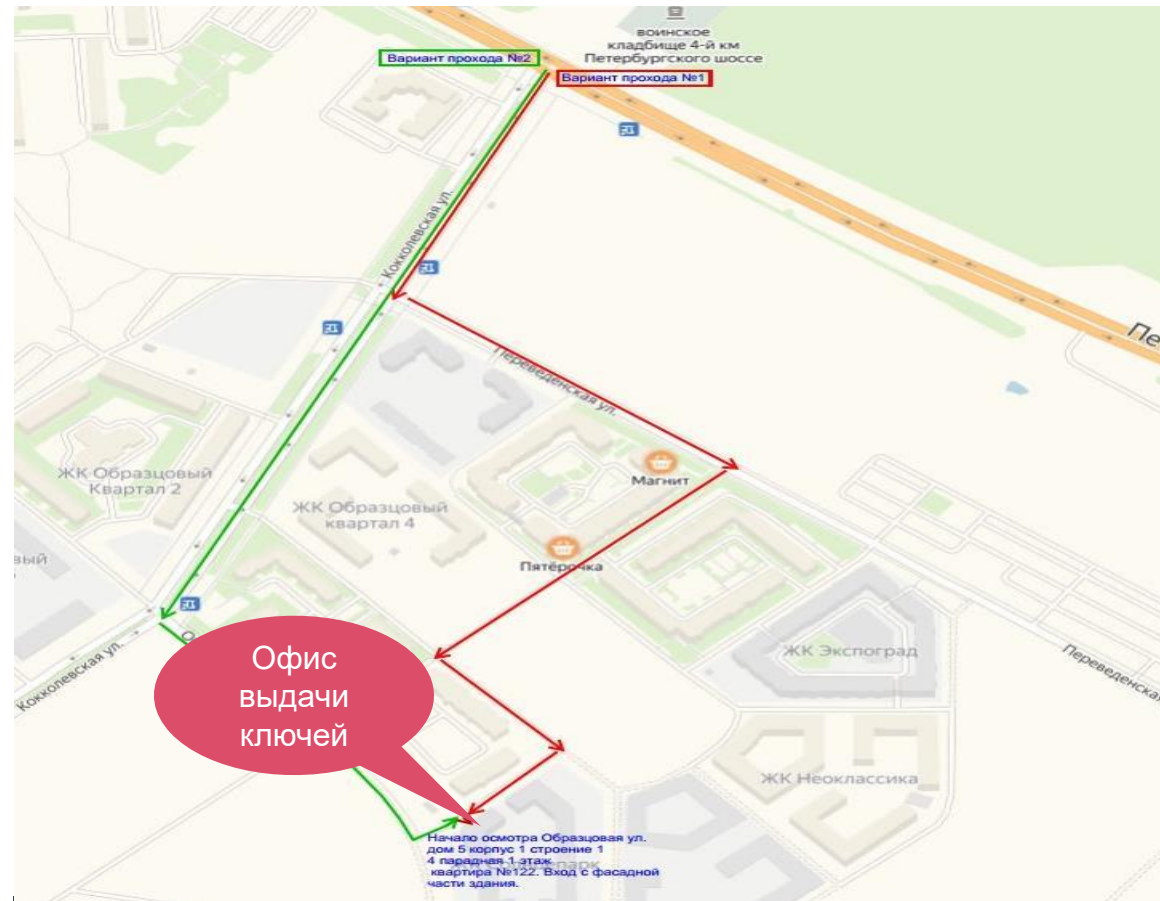 воинское
кладбище 4-й км
Петербургского шоссе
Вариант прохода №2
Вариант прохода №1
Кокколевская ул.
Переведенская ул.
Магнит
ЖК Образцовый
Квартал 2
ЖК Образцовый
квартал 4
Пятёрочка
ЖК Экспоград
Переведенская
Кокколевская ул.
Офис
выдачи
ключей
ЖК Неоклассика
Начало осмотра Образцовая ул.
дом 5 корпус 1 строение 1
4 парадная 1 этаж
квартира №122. Вход с фасадной
части здания.